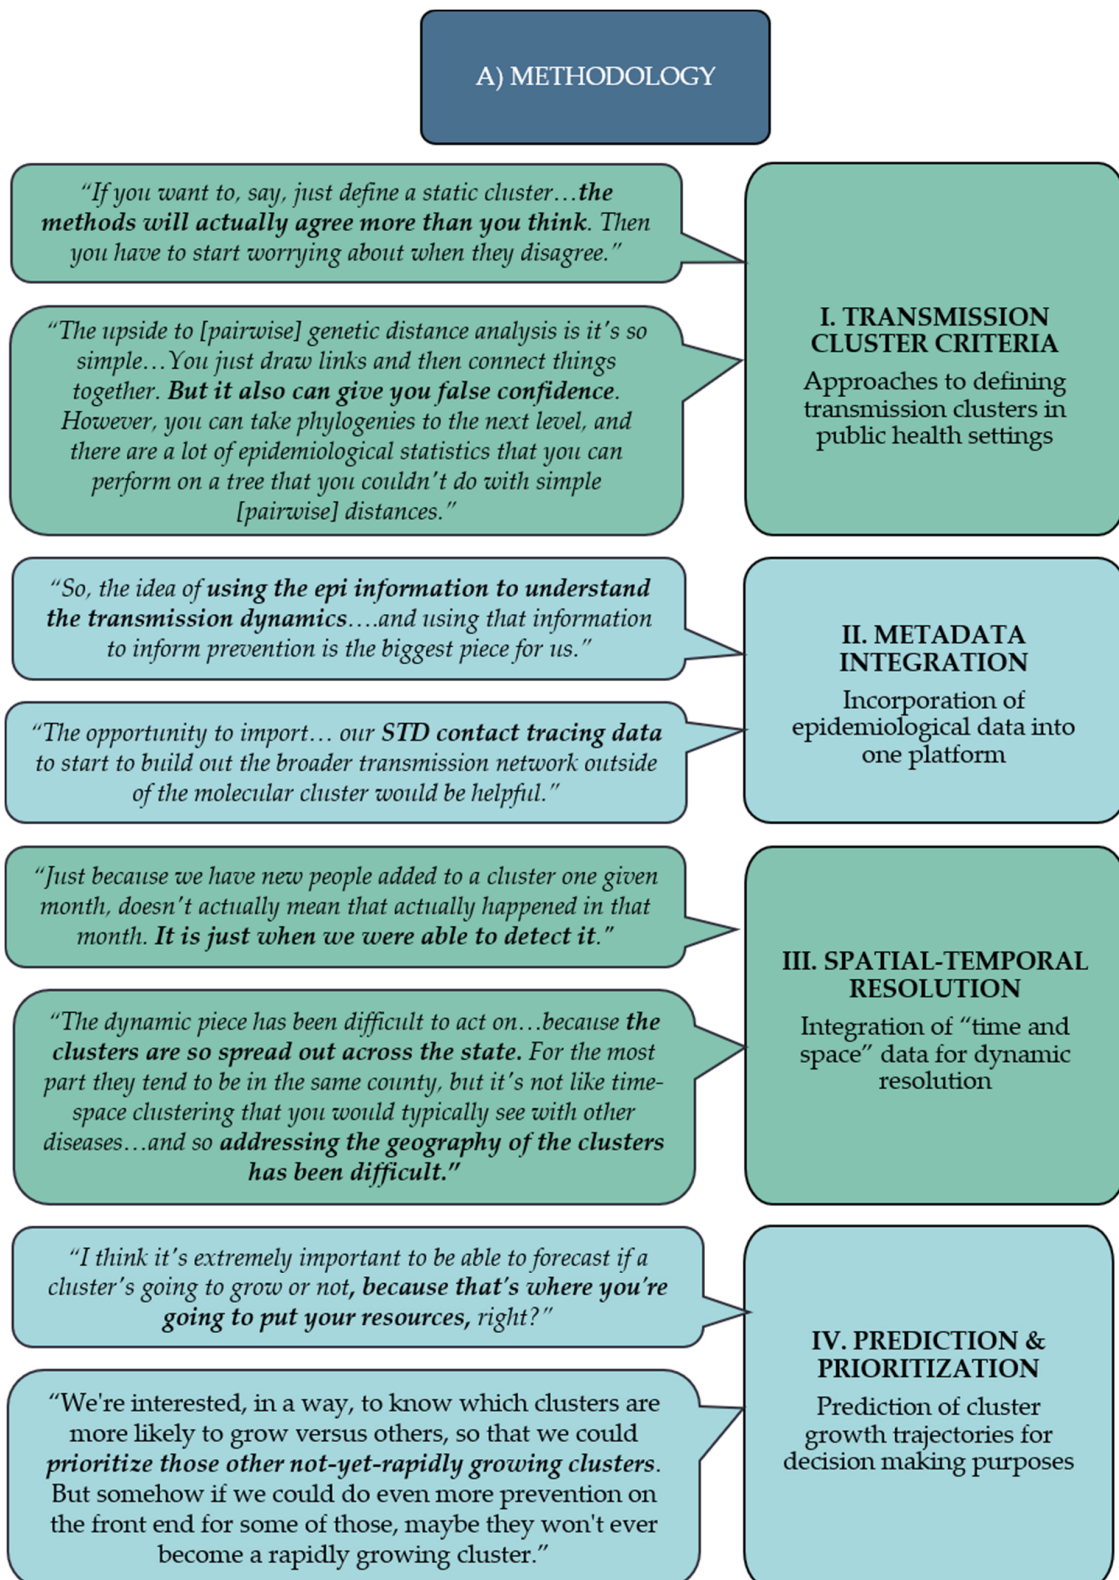 A) METHODOLOGY
“If you want to, say, just define a static cluster…the
methods will actually agree more than you think. Then
you have to start worrying about when they disagree.”
“The upside to [pairwise] genetic distance analysis is it's so
simple…You just draw links and then connect things
together. But it also can give you false confidence.
However, you can take phylogenies to the next level, and
there are a lot of epidemiological statistics that you can
perform on a tree that you couldn't do with simple
[pairwise] distances.”
I. TRANSMISSION
CLUSTER CRITERIA
Approaches to defining
transmission clusters in
public health settings
“So, the idea of using the epi information to understand
the transmission dynamics….and using that information
to inform prevention is the biggest piece for us.”
“The opportunity to import… our STD contact tracing data
to start to build out the broader transmission network outside
of the molecular cluster would be helpful.”
II. METADATA
INTEGRATION
Incorporation of
epidemiological data into
one platform
“Just because we have new people added to a cluster one given
month, doesn't actually mean that actually happened in that
month. It is just when we were able to detect it.”
“The dynamic piece has been difficult to act on…because the
clusters are so spread out across the state. For the most
part they tend to be in the same county, but it's not like time-
space clustering that you would typically see with other
diseases…and so addressing the geography of the clusters
has been difficult.”
III. SPATIAL-TEMPORAL
RESOLUTION
Integration of “time and
space” data for dynamic
resolution
“I think it's extremely important to be able to forecast if a
cluster's going to grow or not, because that's where you're
going to put your resources, right?”
“We're interested, in a way, to know which clusters are
more likely to grow versus others, so that we could
prioritize those other not-yet-rapidly growing clusters.
But somehow if we could do even more prevention on
the front end for some of those, maybe they won't ever
become a rapidly growing cluster.”
IV. PREDICTION &
PRIORITIZATION
Prediction of cluster
growth trajectories for
decision making purposes